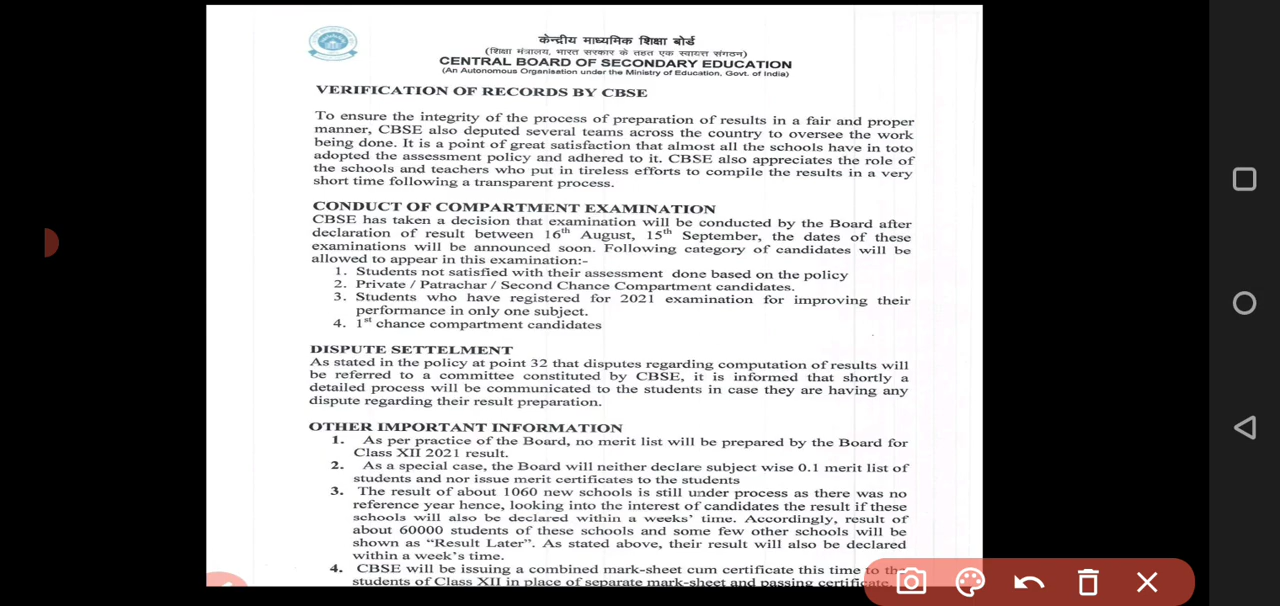 केन्द्रीय माध्यमिक शिक्षा बोर्ड
(शिक्षा मंत्रालय, भारत सरकार के तहत एक स्वायत्त संगठन)
CENTRAL BOARD OF SECONDARY EDUCATION
(An Autonomous Organisation under the Ministry of Education, Govt. of India)
VERIFICATION OF RECORDS BY CBSE
To ensure the integrity of the process of preparation of results in a fair and proper
manner, CBSE also deputed several teams across the country to oversee the work
being done. It is a point of great satisfaction that almost all the schools have in toto
adopted the assessment policy and adhered to it. CBSE also appreciates the role of
the schools and teachers who put in tireless efforts to compile the results in a very
short time following a transparent process.
CONDUCT OF COMPARTMENT EXAMINATION
CBSE has taken a decision that examination will be conducted by the Board after
declaration of result between 16th August, 15th September, the dates of these
examinations will be announced soon. Following category of candidates will be
allowed to appear in this examination:-
1. Students not satisfied with their assessment done based on the policy
2. Private / Patrachar / Second Chance Compartment candidates.
3. Students who have registered for 2021 examination for improving their
performance in only one subject.
4. 1st chance compartment candidates
DISPUTE SETTELMENT
As stated in the policy at point 32 that disputes regarding computation of results will
be referred to a committee constituted by CBSE, it is informed that shortly a
detailed process will be communicated to the students in case they are having any
dispute regarding their result preparation.
OTHER IMPORTANT INFORMATION
1. As per practice of the Board, no merit list will be prepared by the Board for
Class XII 2021 result.
2. As a special case, the Board will neither declare subject wise 0.1 merit list of
students and nor issue merit certificates to the students
3. The result of about 1060 new schools is still under process as there was no
reference year hence, looking into the interest of candidates the result if these
schools will also be declared within a weeks' time. Accordingly, result of
about 60000 students of these schools and some few other schools will be
shown as "Result Later". As stated above, their result will also be declared
within a week's time.
4. CBSE will be issuing a combined mark-sheet cum certificate this time to the
students of Class XII in place of separate mark-sheet and passing certificate.